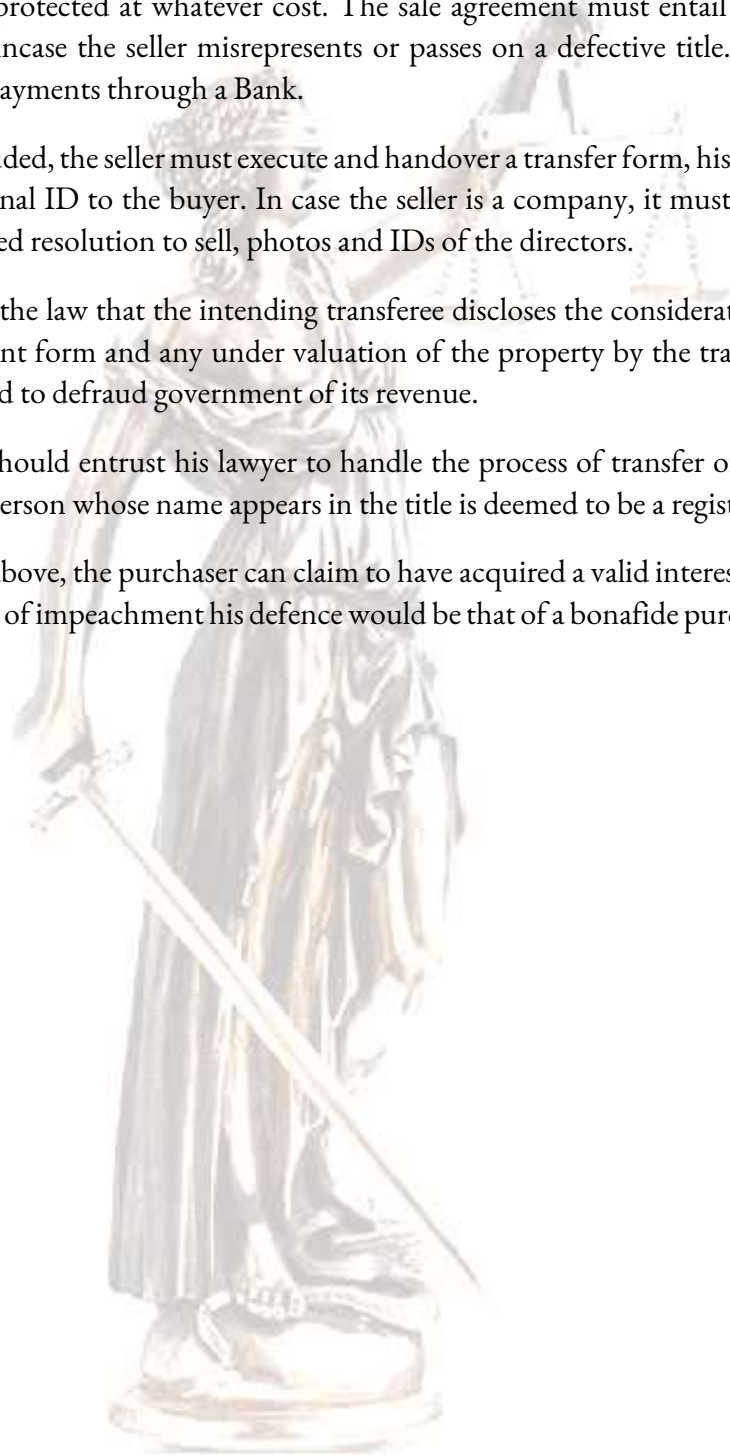 protected at whatever cost. The sale agreement must entail
incase the seller misrepresents or passes on a defective title.
ayments through a Bank.
ded, the seller must execute and handover a transfer form, his
nal ID to the buyer. In case the seller is a company, it must
ed resolution to sell, photos and IDs of the directors.
the law that the intending transferee discloses the considerat
nt form and any under valuation of the property by the tra
d to defraud government of its revenue.
hould entrust his lawyer to handle the process of transfer o
erson whose name appears in the title is deemed to be a regist
bove, the purchaser can claim to have acquired a valid interes
of impeachment his defence would be that of a bonafide pur